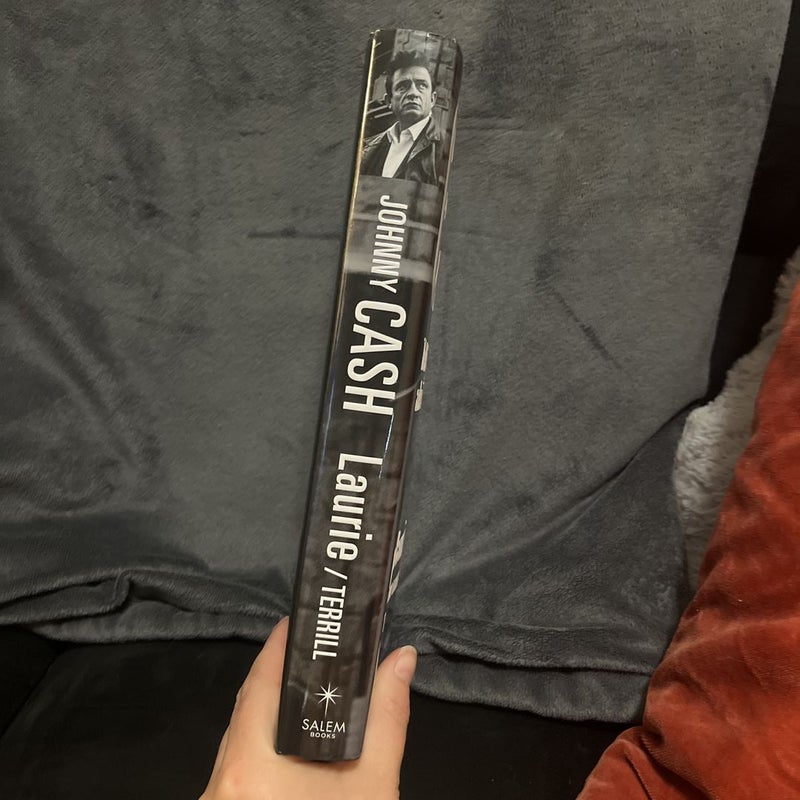 JOHNNY CASH
Laurie / TERRILL
SALEM
BOOKS